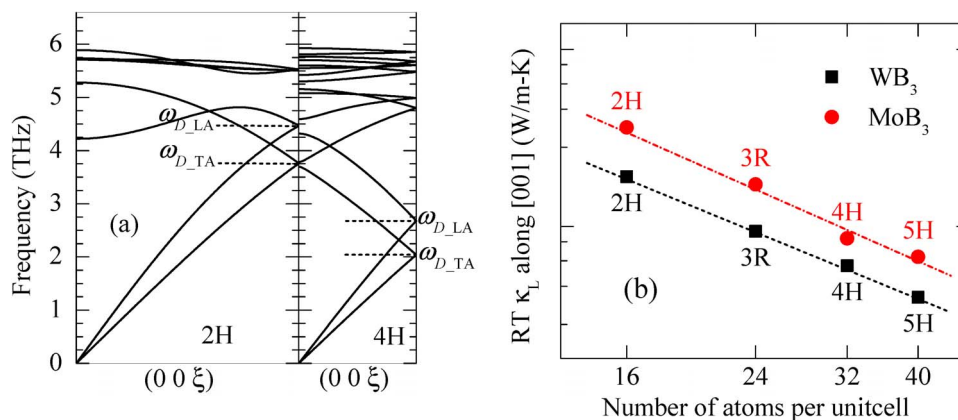 Frequency (THz)
6
5
4
3
2
1
0
ω_D_LA
ω_D_TA
(a)
2H
(0 0 ξ)
ω_D_LA
ω_D_TA
4H
(0 0 ξ)
RT κ_L along [001] (W/m-K)
WB₃
MoB₃
2H
3R
4H
5H
2H
3R
4H
5H
(b)
16 24 32 40
Number of atoms per unitcell